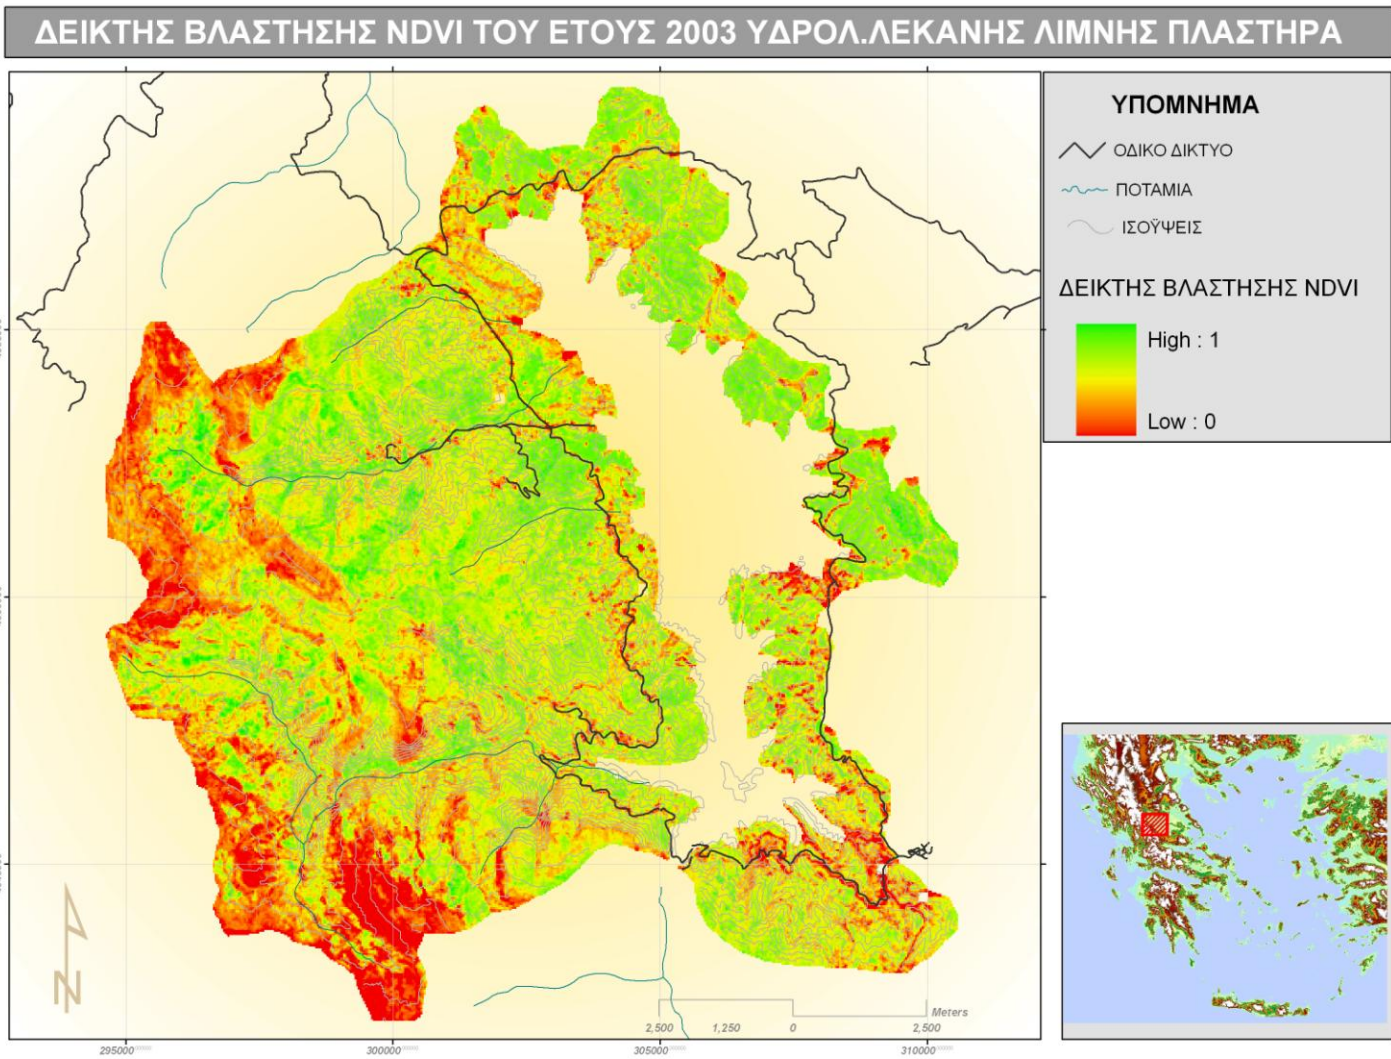 ΔΕΙΚΤΗΣ ΒΛΑΣΤΗΣΗΣ NDVI ΤΟΥ ΕΤΟΥΣ 2003 ΥΔΡΟΛ.ΛΕΚΑΝΗΣ ΛΙΜΝΗΣ ΠΛΑΣΤΗΡΑ
ΥΠΟΜΝΗΜΑ
ΟΔΙΚΟ ΔΙΚΤΥΟ
ΠΟΤΑΜΙΑ
ΙΣΟΫΨΕΙΣ
ΔΕΙΚΤΗΣ ΒΛΑΣΤΗΣΗΣ NDVI
High : 1
Low : 0
N
Meters
2,500 1,250 0 2,500
295000 300000 305000 310000